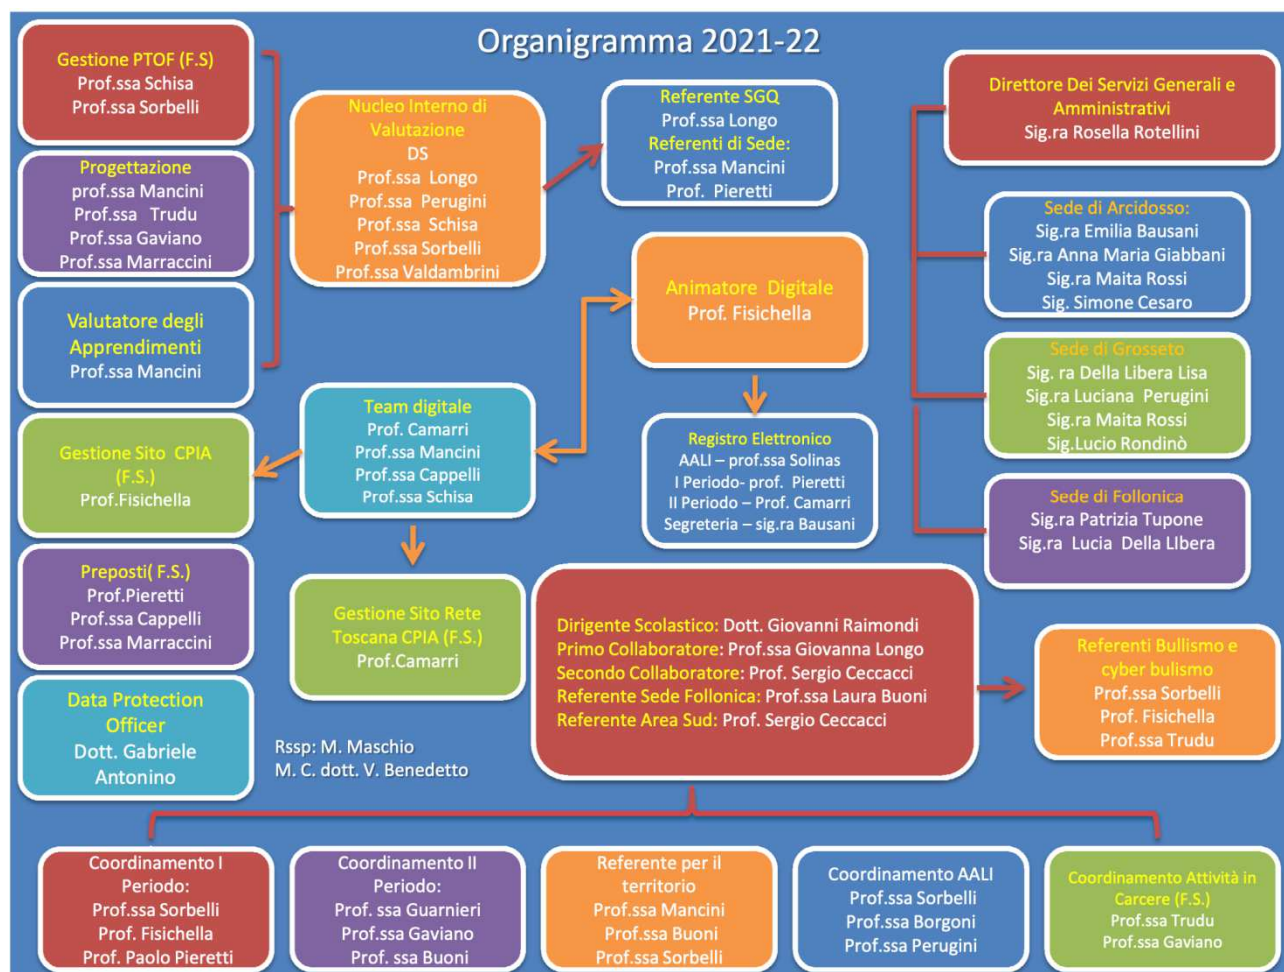 Organigramma 2021-22
Gestione PTOF (F.S)
Prof.ssa Schisa
Prof.ssa Sorbelli
Progettazione
prof.ssa Mancini
Prof.ssa Trudu
Prof.ssa Gaviano
Prof.ssa Marraccini
Valutatore degli
Apprendimenti
Prof.ssa Mancini
Gestione Sito CPIA
(F.S.)
Prof.Fisichella
Preposti( F.S.)
Prof.Pieretti
Prof.ssa Cappelli
Prof.ssa Marraccini
Data Protection
Officer
Dott. Gabriele
Antonino
Nucleo Interno di
Valutazione
DS
Prof.ssa Longo
Prof.ssa Perugini
Prof.ssa Schisa
Prof.ssa Sorbelli
Prof.ssa Valdambrini
Referente SGQ
Prof.ssa Longo
Referenti di Sede:
Prof.ssa Mancini
Prof. Pieretti
Animatore Digitale
Prof. Fisichella
Team digitale
Prof. Camarri
Prof.ssa Mancini
Prof.ssa Cappelli
Prof.ssa Schisa
Registro Elettronico
AALI – prof.ssa Solinas
I Periodo- prof. Pieretti
II Periodo – Prof. Camarri
Segreteria – sig.ra Bausani
Gestione Sito Rete
Toscana CPIA (F.S.)
Prof.Camarri
Rssp: M. Maschio
M. C. dott. V. Benedetto
Direttore Dei Servizi Generali e
Amministrativi
Sig.ra Rosella Rotellini
Sede di Arcidosso:
Sig.ra Emilia Bausani
Sig.ra Anna Maria Giabbani
Sig.ra Maita Rossi
Sig. Simone Cesaro
Sede di Grosseto
Sig. ra Della Libera Lisa
Sig.ra Luciana Perugini
Sig.ra Maita Rossi
Sig.Lucio Rondinò
Sede di Follonica
Sig.ra Patrizia Tupone
Sig.ra Lucia Della LIbera
Dirigente Scolastico: Dott. Giovanni Raimondi
Primo Collaboratore: Prof.ssa Giovanna Longo
Secondo Collaboratore: Prof. Sergio Ceccacci
Referente Sede Follonica: Prof.ssa Laura Buoni
Referente Area Sud: Prof. Sergio Ceccacci
Referenti Bullismo e
cyber bulismo
Prof.ssa Sorbelli
Prof. Fisichella
Prof.ssa Trudu
Coordinamento I
Periodo:
Prof.ssa Sorbelli
Prof. Fisichella
Prof. Paolo Pieretti
Coordinamento II
Periodo:
Prof. ssa Guarnieri
Prof.ssa Gaviano
Prof. ssa Buoni
Referente per il
territorio
Prof.ssa Mancini
Prof.ssa Buoni
Prof.ssa Sorbelli
Coordinamento AALI
Prof.ssa Sorbelli
Prof.ssa Borgoni
Prof.ssa Perugini
Coordinamento Attività in
Carcere (F.S.)
Prof.ssa Trudu
Prof.ssa Gaviano